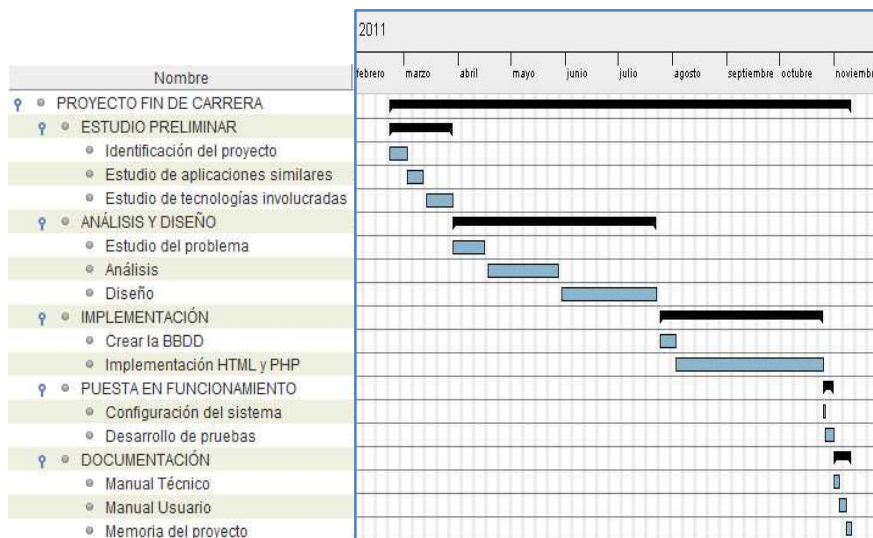 2011
febrero marzo abril mayo junio julio agosto septiembre octubre noviembr
Nombre
PROYECTO FIN DE CARRERA
ESTUDIO PRELIMINAR
Identificación del proyecto
Estudio de aplicaciones similares
Estudio de tecnologías involucradas
ANÁLISIS Y DISEÑO
Estudio del problema
Análisis
Diseño
IMPLEMENTACIÓN
Crear la BBDD
Implementación HTML y PHP
PUESTA EN FUNCIONAMIENTO
Configuración del sistema
Desarrollo de pruebas
DOCUMENTACIÓN
Manual Técnico
Manual Usuario
Memoria del proyecto